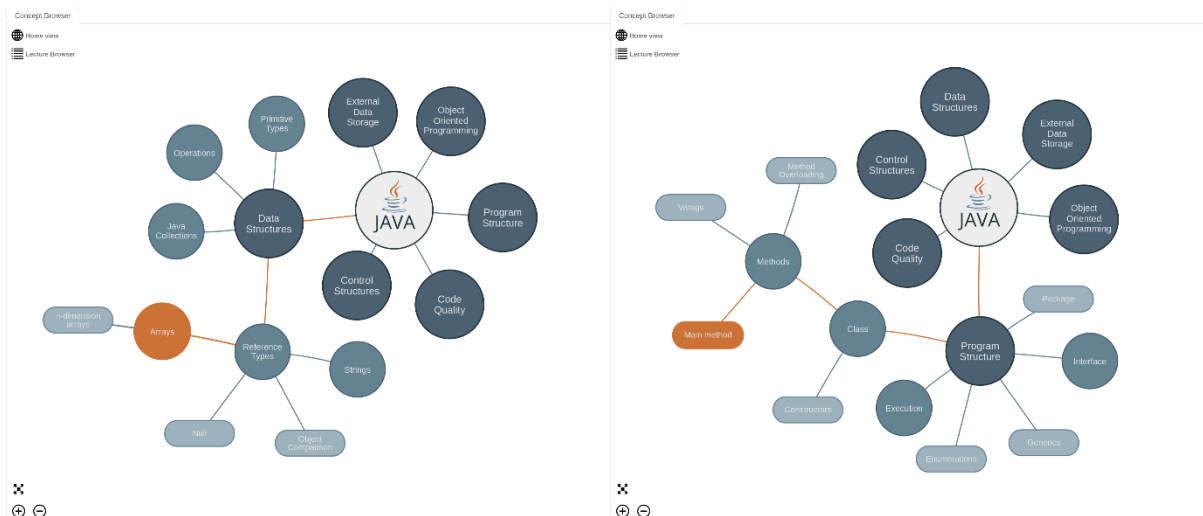 Concept Browser
Home view
Lecture Browser
External
Data
Storage
Object
Oriented
Programming
Primitive
Types
Operations
Data
Structures
JAVA
Program
Structure
Java
Collections
Control
Structures
Code
Quality
n-dimension
arrays
Arrays
Reference
Types
Strings
Null
Object
Comparison
Concept Browser
Home view
Lecture Browser
Data
Structures
External
Data
Storage
Control
Structures
Method
Overloading
JAVA
Object
Oriented
Programming
Varags
Code
Quality
Methods
Package
Main method
Class
Program
Structure
Interface
Constructors
Execution
Generics
Enumerations